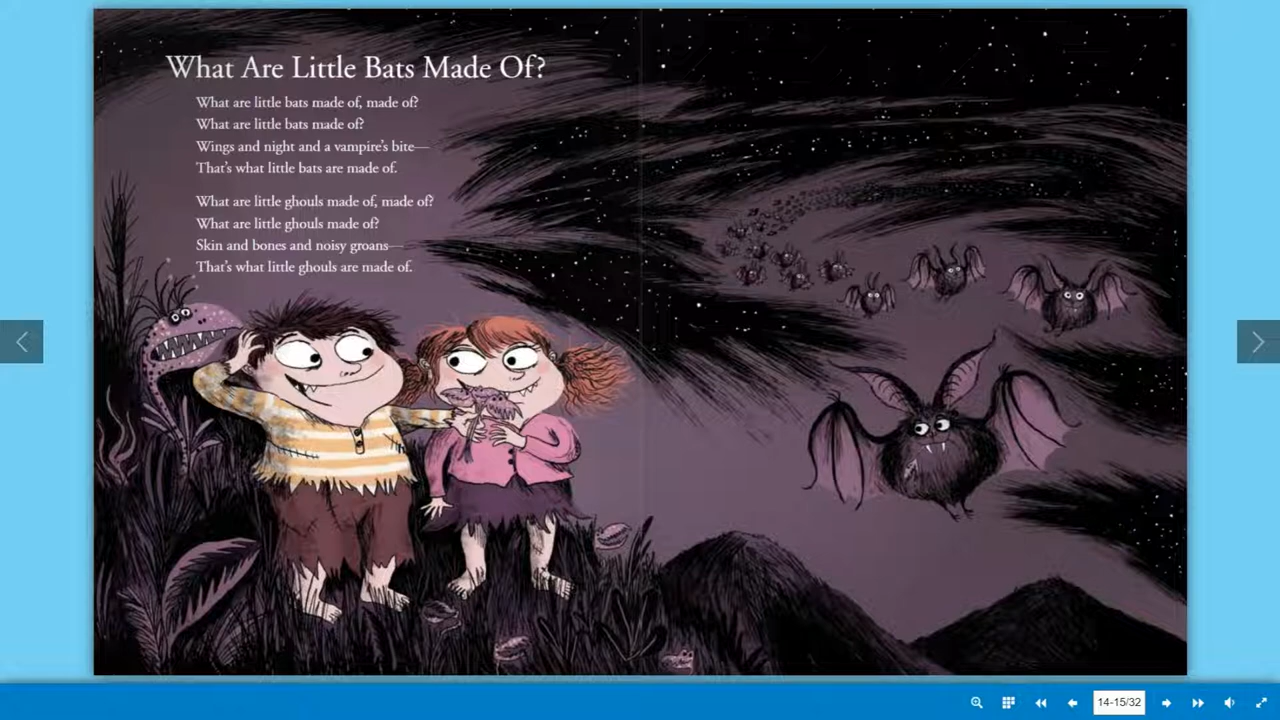 What Are Little Bats Made Of?
What are little bats made of, made of?
What are little bats made of?
Wings and night and a vampire's bite—
That's what little bats are made of.
What are little ghouls made of, made of?
What are little ghouls made of?
Skin and bones and noisy groans—
That's what little ghouls are made of.
14-15/32